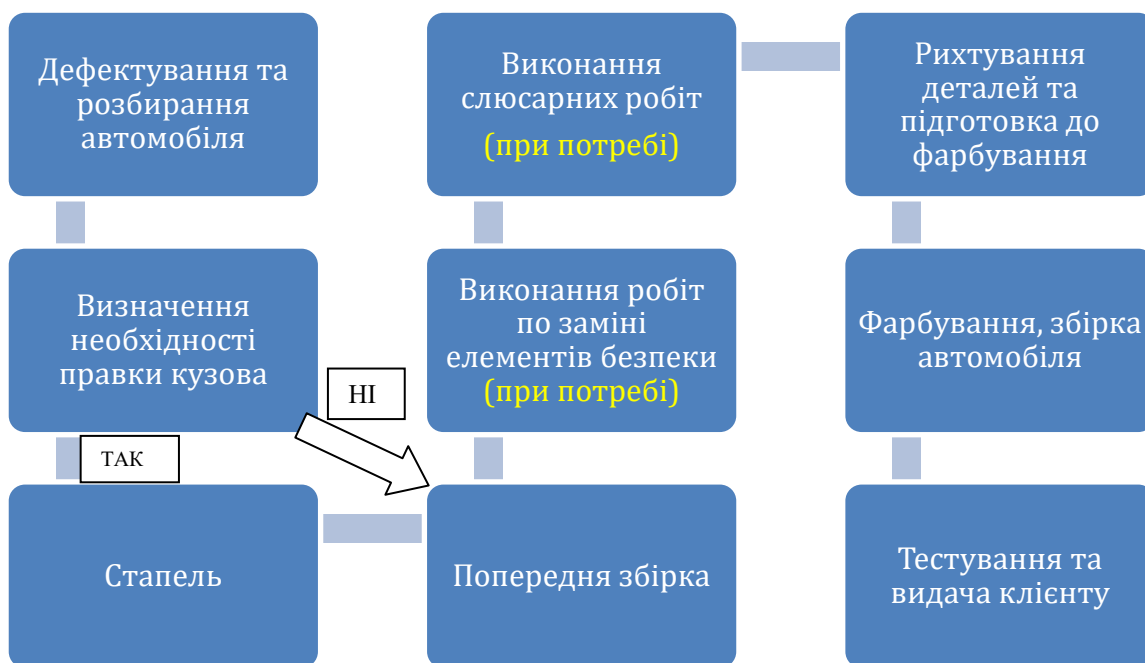 Дефектування та
розбирання
автомобіля
Визначення
необхідності
правки кузова
НІ
ТАК
Стапель
Попередня збірка
Виконання робіт
по заміні
елементів безпеки
(при потребі)
Виконання
слюсарних робіт
(при потребі)
Рихтування
деталей та
підготовка до
фарбування
Фарбування, збірка
автомобіля
Тестування та
видача клієнту